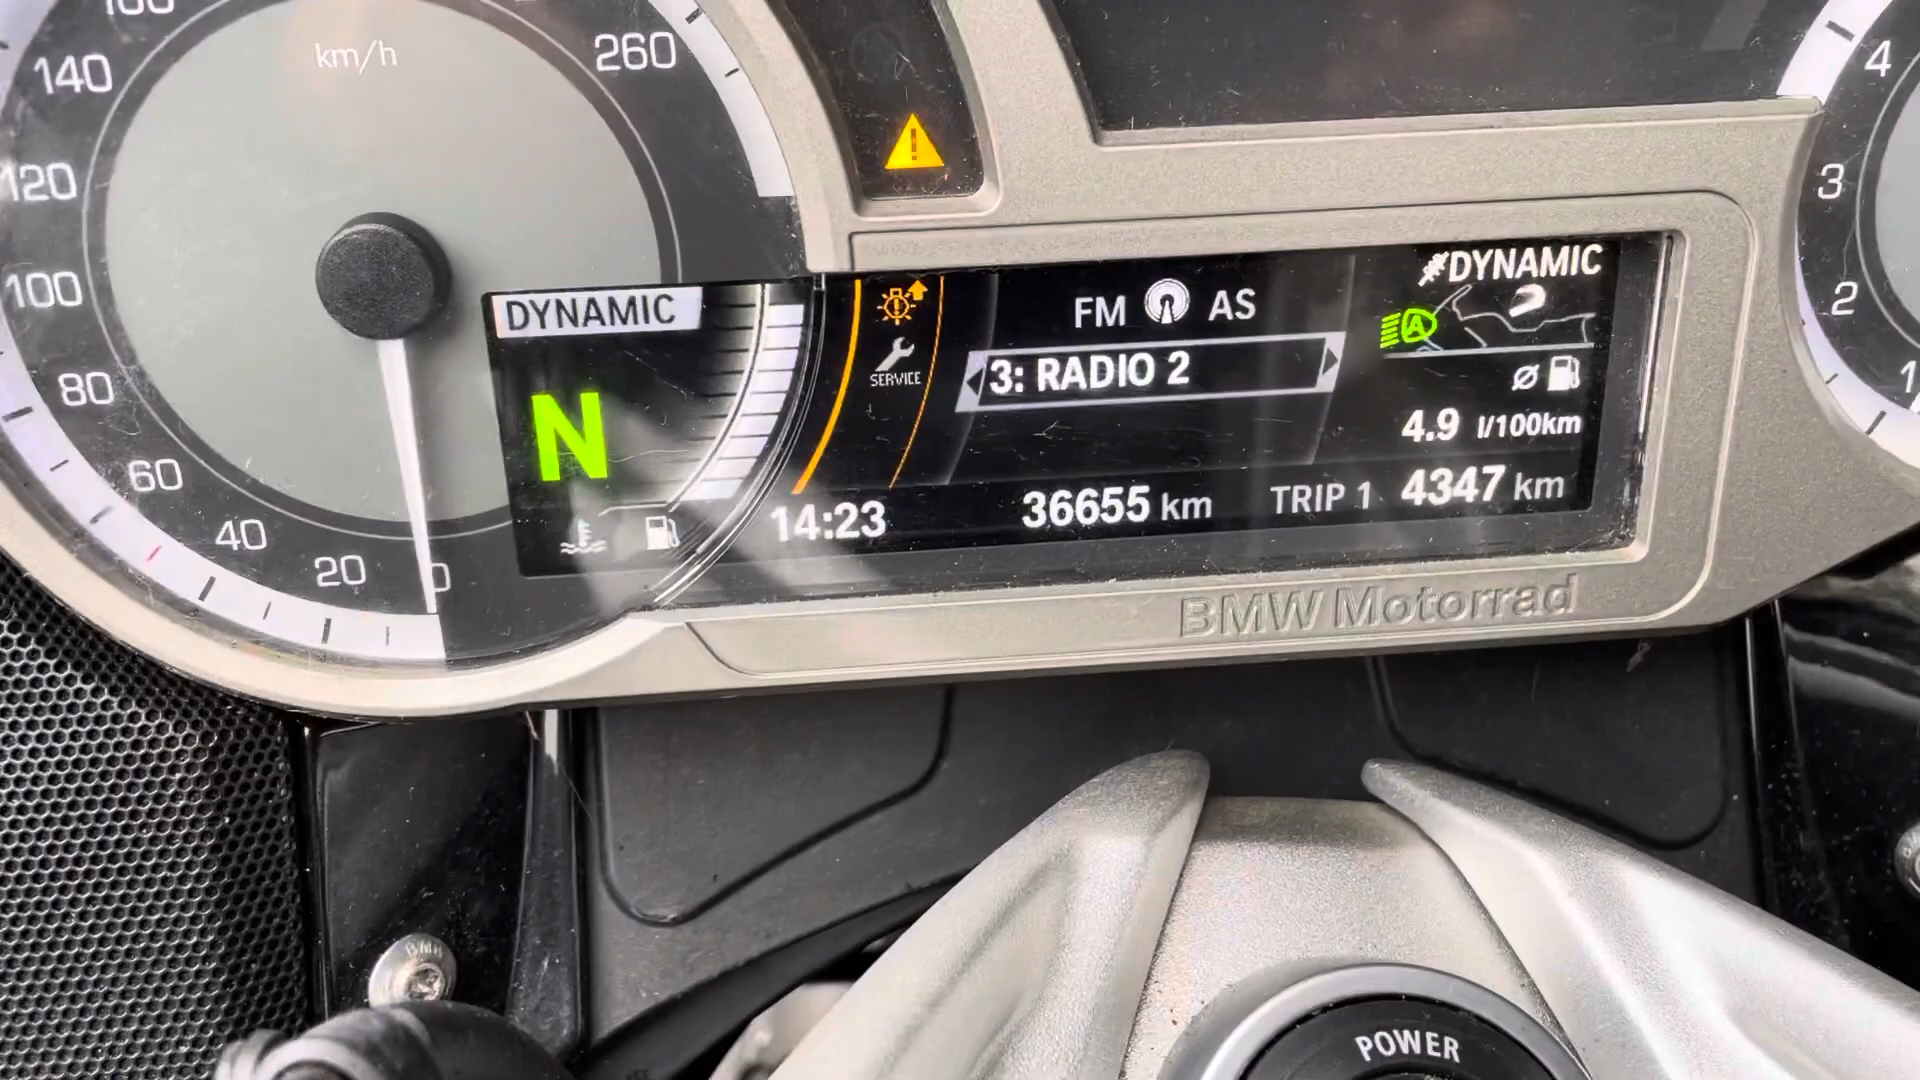 km/h
140
120
100
80
60
40
20
0
260
DYNAMIC
N
SERVICE
FM AS
3: RADIO 2
DYNAMIC
A
4.9 l/100km
14:23 36655 km TRIP 1 4347 km
BMW Motorrad
4
3
2
1
POWER